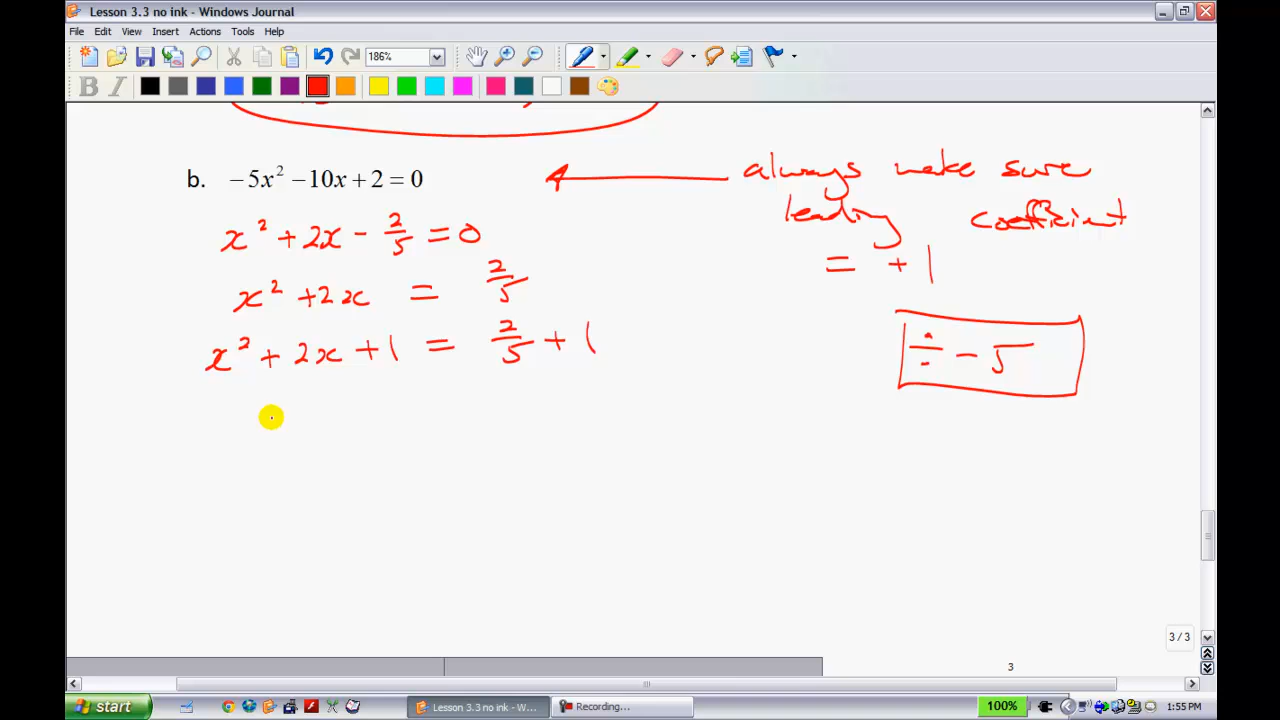 Lesson 3.3 no ink - Windows Journal
File Edit View Insert Actions Tools Help
186%
B I
b. −5x² −10x + 2 = 0
always make sure
leading coefficient
= +1
x² + 2x − 2/5 = 0
x² + 2x = 2/5
x² + 2x + 1 = 2/5 + 1
÷ − 5
3 / 3
3
start
Lesson 3.3 no ink - W...
Recording...
100%
1:55 PM